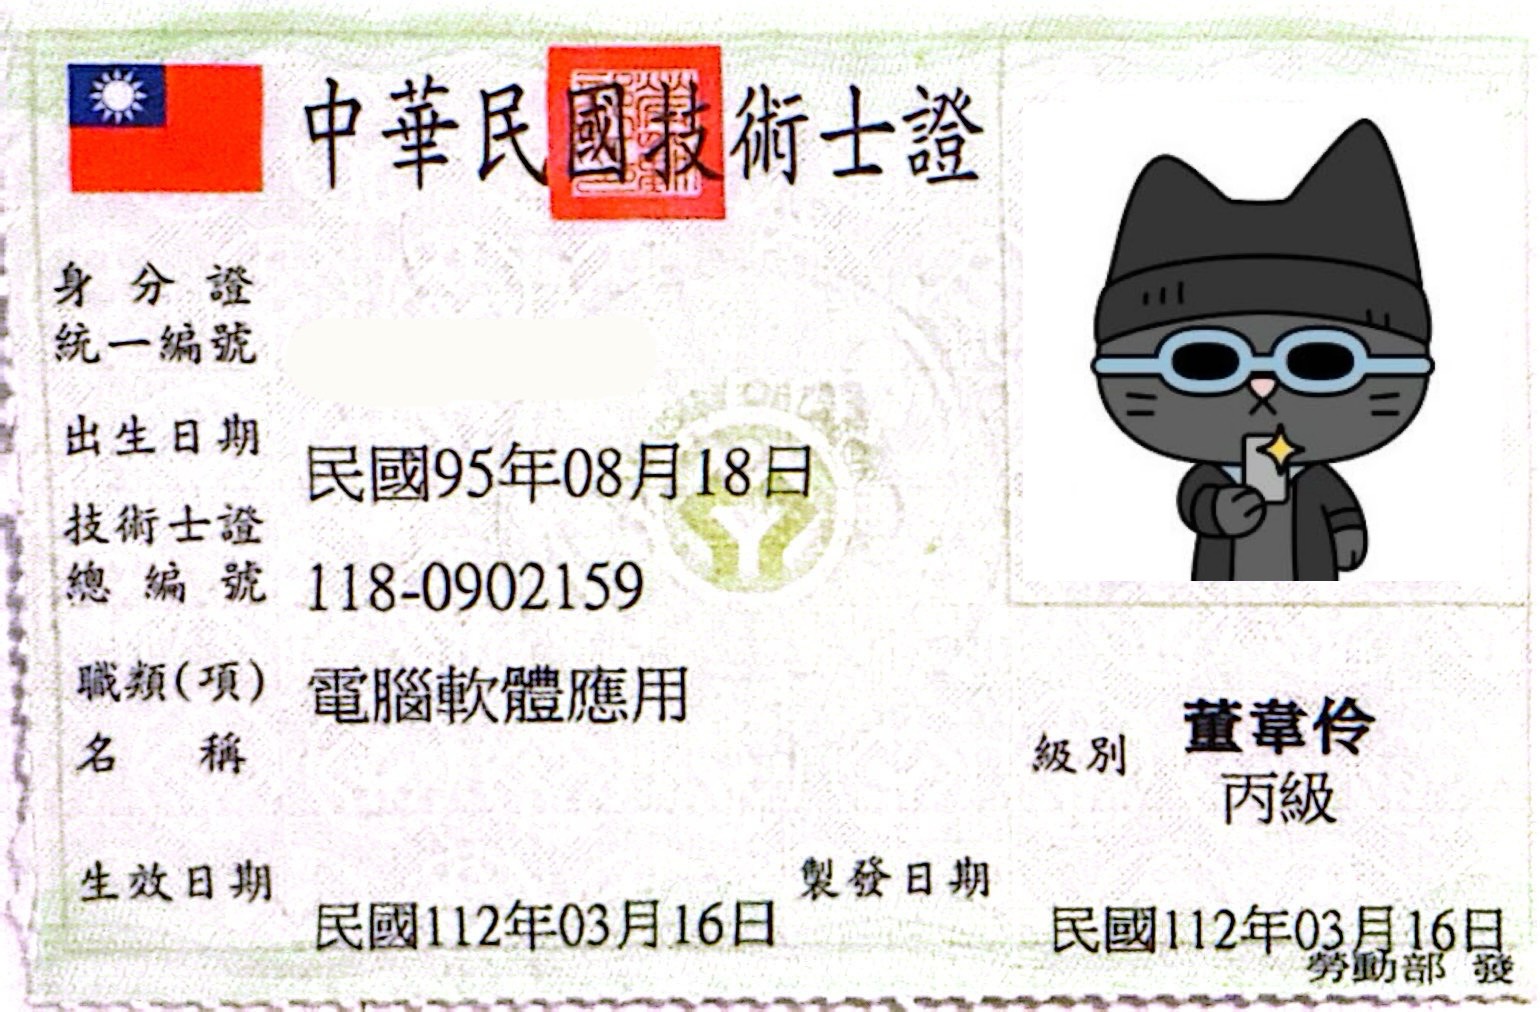 中華民國技術士證
身分證
統一編號
出生日期
民國95年08月18日
技術士證
總編號
118-0902159
職類(項)
名稱
電腦軟體應用
董韋伶
級別
丙級
生效日期
民國112年03月16日
製發日期
民國112年03月16日
勞動部 發